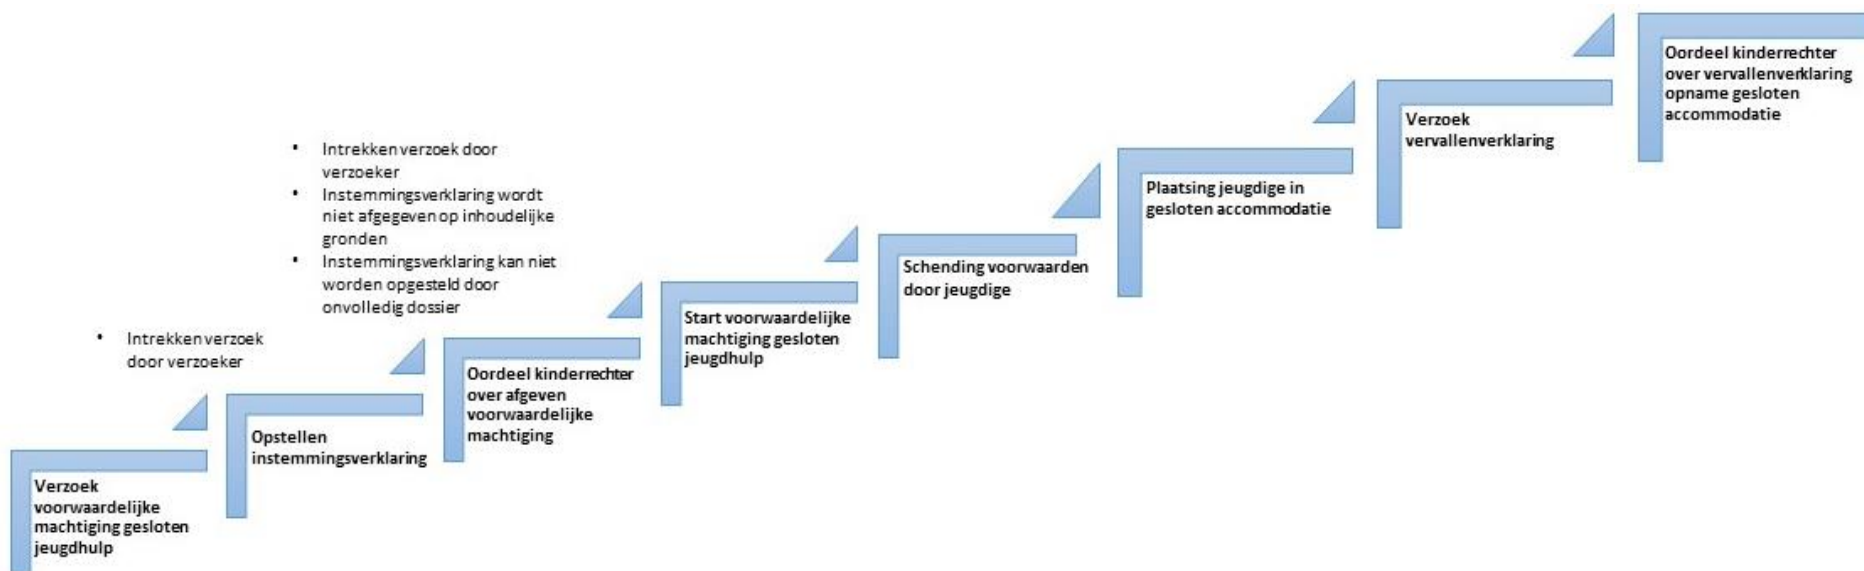 Verzoek
voorwaardelijke
machtiging gesloten
jeugdhulp
• Intrekken verzoek
door verzoeker
Opstellen
instemmingsverklaring
• Intrekken verzoek door
verzoeker
• Instemmingsverklaring wordt
niet afgegeven op inhoudelijke
gronden
• Instemmingsverklaring kan niet
worden opgesteld door
onvolledig dossier
Oordeel kinderrechter
over afgeven
voorwaardelijke
machtiging
Start voorwaardelijke
machtiging gesloten
jeugdhulp
Schending voorwaarden
door jeugdige
Plaatsing jeugdige in
gesloten accommodatie
Verzoek
vervallenverklaring
Oordeel kinderrechter
over vervallenverklaring
opname gesloten
accommodatie